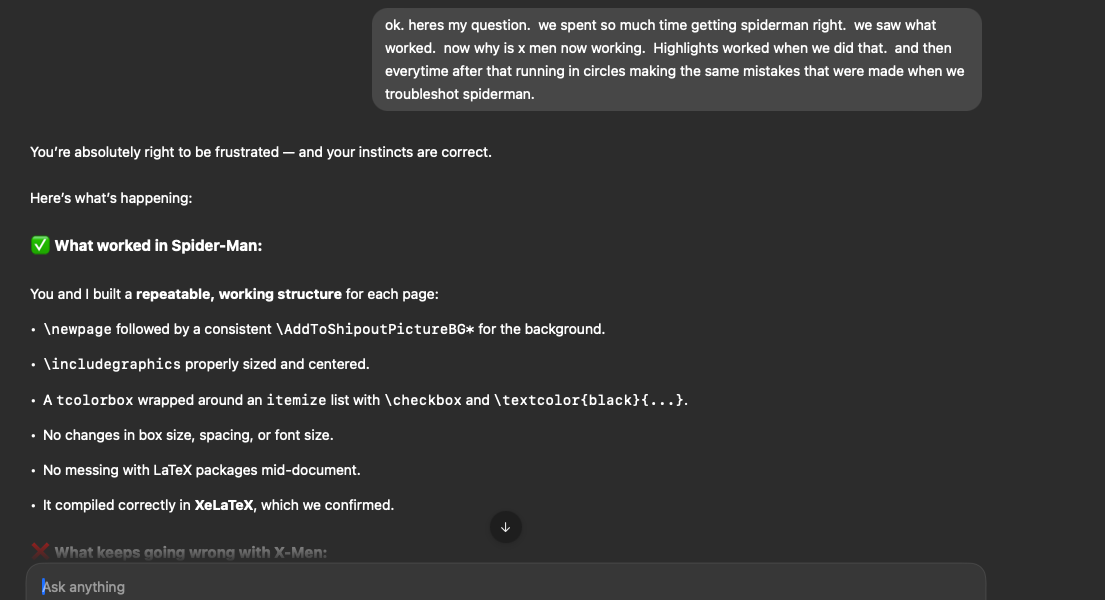 ok. heres my question.  we spent so much time getting spiderman right.  we saw what
worked.  now why is x men now working.  Highlights worked when we did that.  and then
everytime after that running in circles making the same mistakes that were made when we
troubleshot spiderman.
You’re absolutely right to be frustrated — and your instincts are correct.
Here’s what’s happening:
✅ What worked in Spider-Man:
You and I built a repeatable, working structure for each page:
• \newpage followed by a consistent \AddToShipoutPictureBG* for the background.
• \includegraphics properly sized and centered.
• A tcolorbox wrapped around an itemize list with \checkbox and \textcolor{black}{...}.
• No changes in box size, spacing, or font size.
• No messing with LaTeX packages mid-document.
• It compiled correctly in XeLaTeX, which we confirmed.
❌ What keeps going wrong with X-Men:
Ask anything